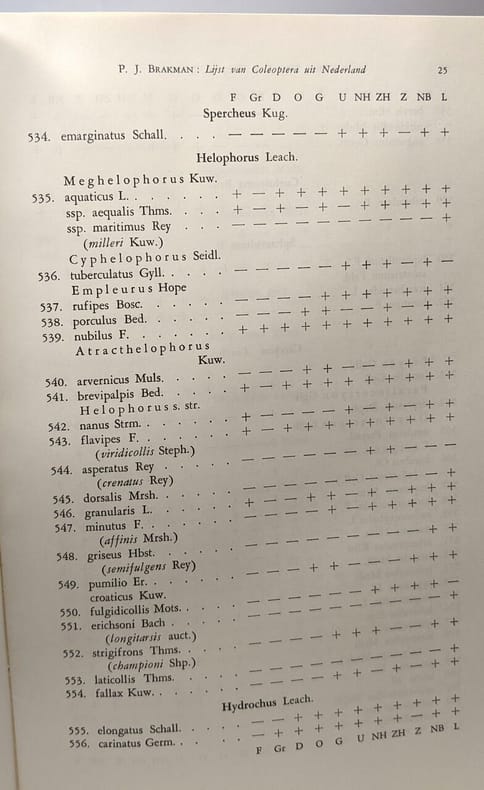 P. J. BRAKMAN: Lijst van Coleoptera uit Nederland 25
F Gr D O G U NH ZH Z NB L
Spercheus Kug.
534. emarginatus Schall. . . . — — — — — + + + — + +
Helophorus Leach.
Meghelophorus Kuw.
535. aquaticus L. . . . . . . + — + + + + + + + + +
ssp. aequalis Thms. . . . + — + — + — + + + + +
ssp. maritimus Rey . . . — — — — — — — — — — +
(milleri Kuw.)
Cyphelophorus Seidl.
536. tuberculatus Gyll. . . . . — — — — — + + + — + —
Empleurus Hope
537. rufipes Bosc. . . . . . — — — — + + + + + + +
538. porculus Bed. . . . . . — — — + + — — + — + +
539. nubilus F. . . . . . . + + + + + + + + + + +
Atracthelophorus
Kuw.
540. arvernicus Muls. . . . . — — — + + — — — + + +
541. brevipalpis Bed. . . . . + — + + + + + + + + +
Helophorus s. str.
542. nanus Strm. . . . . . + — — — — + — + — + +
543. flavipes F. . . . . . + — + + + + + + + + +
(viridicollis Steph.)
544. asperatus Rey . . . . . — — — — — — + + — — —
(crenatus Rey)
545. dorsalis Mrsh. . . . . . — — — — — — — — — — +
546. granularis L. . . . . . + — — + + — + — + + +
547. minutus F. . . . . . — — — — — + — + + + +
(affinis Mrsh.)
548. griseus Hbst. . . . . . — — — — — — — — — + +
(semifulgens Rey)
549. pumilio Er. . . . . . — — — + + — — — + + +
croaticus Kuw.
550. fulgidicollis Mots. . . . . — — — — — — + + + + —
551. erichsoni Bach . . . . . — — — — — — — — — — +
(longitarsis auct.)
552. strigifrons Thms. . . . . — — — — + + + — — + +
(championi Shp.)
553. laticollis Thms. . . . . — — — — — — — — — — +
554. fallax Kuw. . . . . . — — — — + + — + — + +
Hydrochus Leach.
555. elongatus Schall. . . . . — — + + + + + + + + +
556. carinatus Germ. . . . . — + + + + + + + — + +
F Gr D O G U NH ZH Z NB L